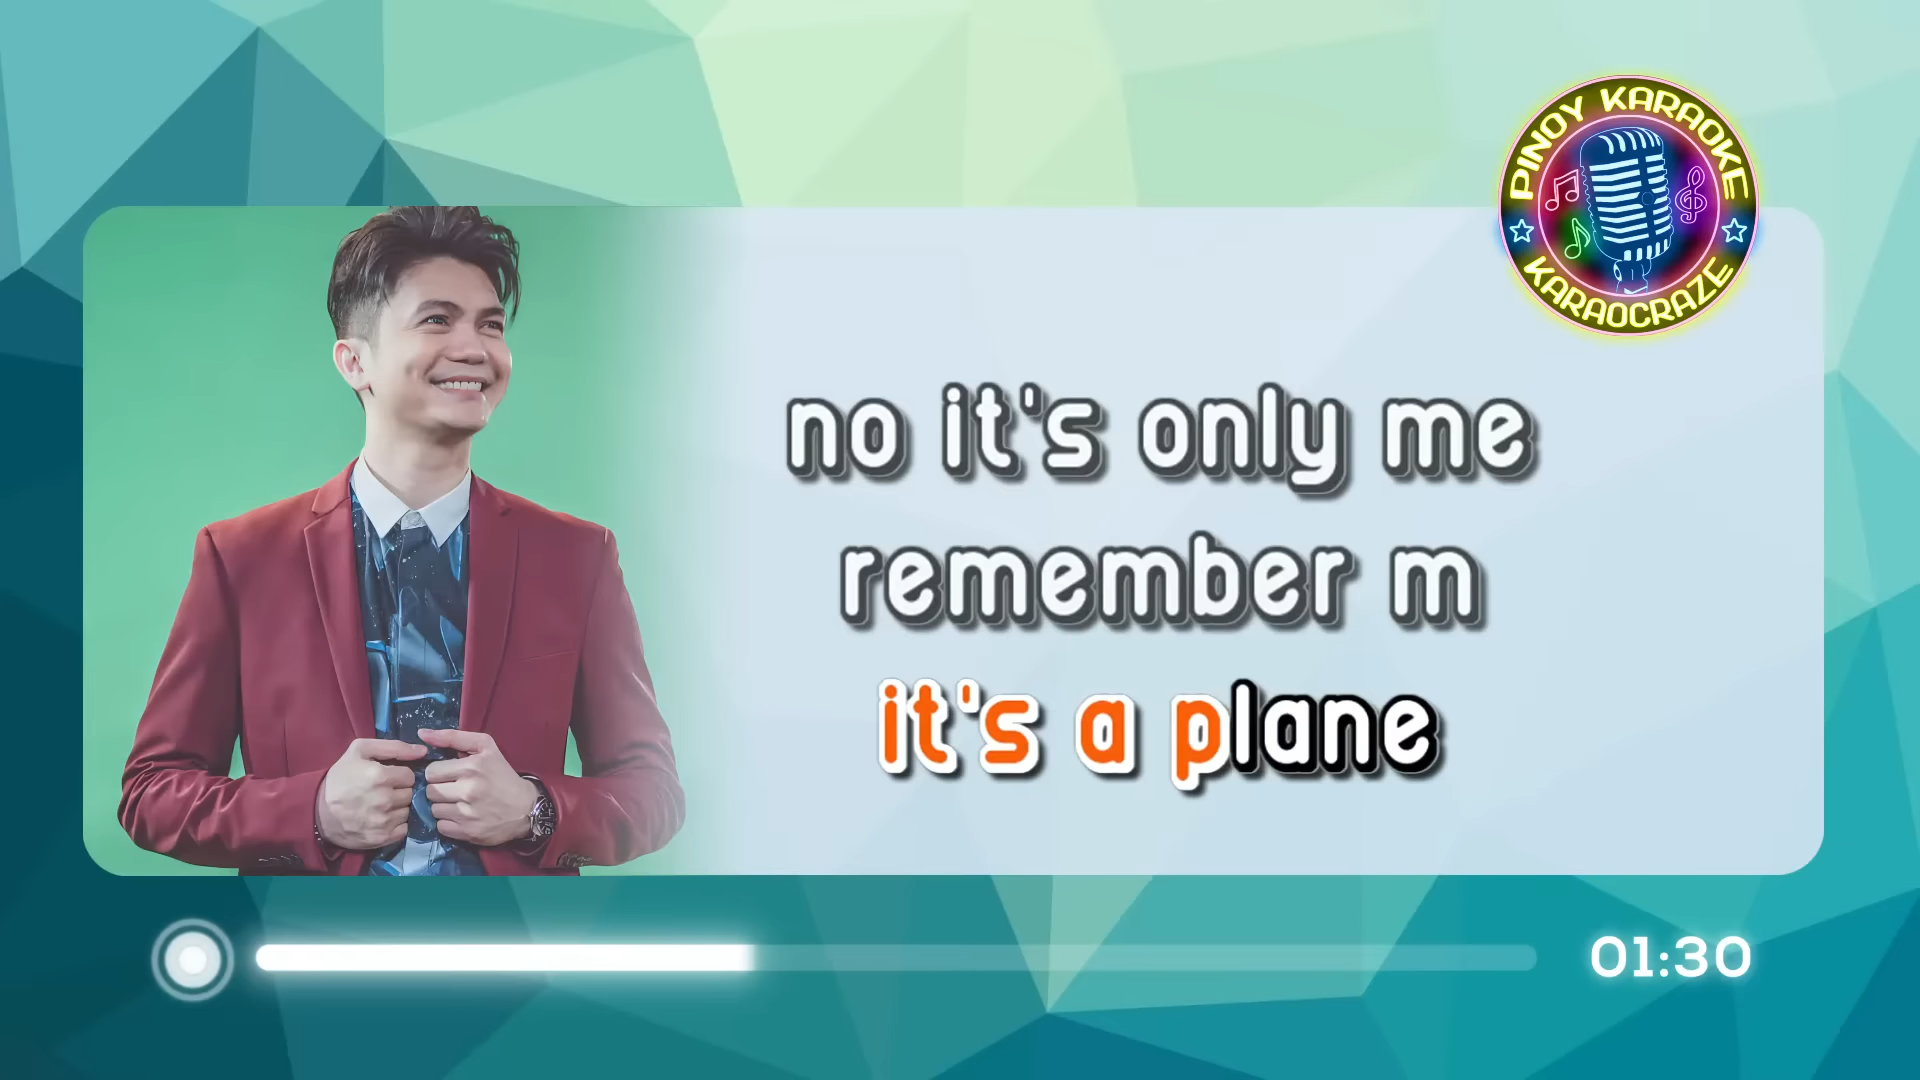 PINOY KARAOKE
KARAOCRAZE
no it's only me
remember m
it's a plane
01:30